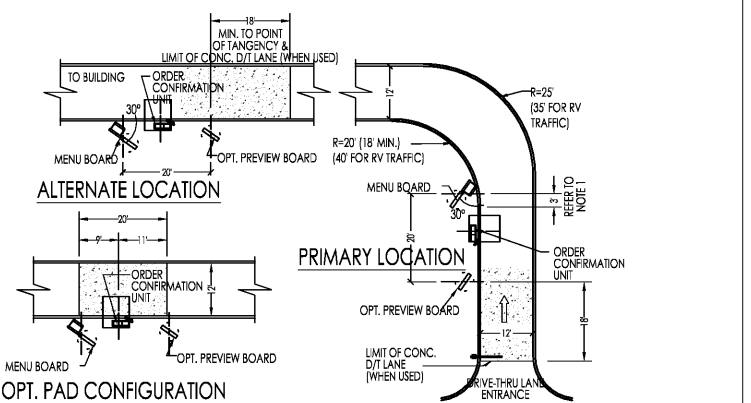 18'
MIN. TO POINT
OF TANGENCY &
LIMIT OF CONC. D/T LANE (WHEN USED)
TO BUILDING
ORDER
CONFIRMATION
UNIT
30°
MENU BOARD
OPT. PREVIEW BOARD
20'
ALTERNATE LOCATION
12'
R=25'
(35' FOR RV
TRAFFIC)
R=20' (18' MIN.)
(40' FOR RV TRAFFIC)
MENU BOARD
30°
3'
REFER TO
NOTE 1
20'
PRIMARY LOCATION
ORDER
CONFIRMATION
UNIT
OPT. PREVIEW BOARD
12'
18'
LIMIT OF CONC.
D/T LANE
(WHEN USED)
DRIVE-THRU LANE
ENTRANCE
20'
9'
11'
ORDER
CONFIRMATION
UNIT
12'
MENU BOARD
OPT. PREVIEW BOARD
OPT. PAD CONFIGURATION